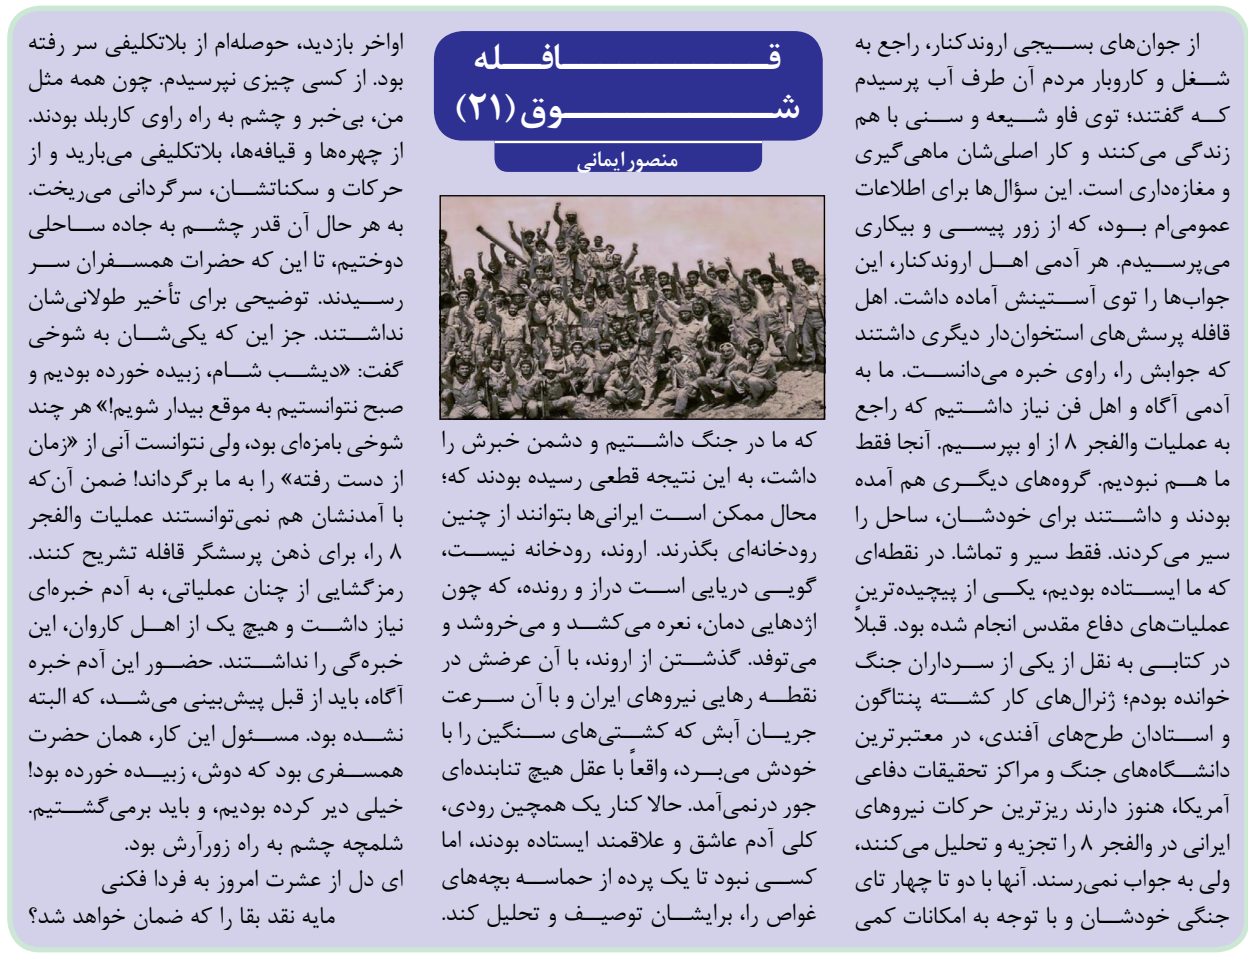 قافله
شوق (۲۱)
منصور ایمانی
از جوان‌های بسیجی اروندکنار، راجع به
شغل و کاروبار مردم آن طرف آب پرسیدم
که گفتند؛ توی فاو شیعه و سنی با هم
زندگی می‌کنند و کار اصلی‌شان ماهی‌گیری
و مغازه‌داری است. این سؤال‌ها برای اطلاعات
عمومی‌ام بود، که از زور پیسی و بیکاری
می‌پرسیدم. هر آدمی اهل اروندکنار، این
جواب‌ها را توی آستینش آماده داشت. اهل
قافله پرسش‌های استخوان‌دار دیگری داشتند
که جوابش را، راوی خبره می‌دانست. ما به
آدمی آگاه و اهل فن نیاز داشتیم که راجع
به عملیات والفجر ۸ از او بپرسیم. آنجا فقط
ما هم نبودیم. گروه‌های دیگری هم آمده
بودند و داشتند برای خودشان، ساحل را
سیر می‌کردند. فقط سیر و تماشا. در نقطه‌ای
که ما ایستاده بودیم، یکی از پیچیده‌ترین
عملیات‌های دفاع مقدس انجام شده بود. قبلاً
در کتابی به نقل از یکی از سرداران جنگ
خوانده بودم؛ ژنرال‌های کار کشته پنتاگون
و استادان طرح‌های آفندی، در معتبرترین
دانشگاه‌های جنگ و مراکز تحقیقات دفاعی
آمریکا، هنوز دارند ریزترین حرکات نیروهای
ایرانی در والفجر ۸ را تجزیه و تحلیل می‌کنند،
ولی به جواب نمی‌رسند. آنها با دو تا چهار تای
جنگی خودشان و با توجه به امکانات کمی
که ما در جنگ داشتیم و دشمن خبرش را
داشت، به این نتیجه قطعی رسیده بودند که؛
محال ممکن است ایرانی‌ها بتوانند از چنین
رودخانه‌ای بگذرند. اروند، رودخانه نیست،
گویی دریایی است دراز و رونده، که چون
اژدهایی دمان، نعره می‌کشد و می‌خروشد و
می‌توفد. گذشتن از اروند، با آن عرضش در
نقطه رهایی نیروهای ایران و با آن سرعت
جریان آبش که کشتی‌های سنگین را با
خودش می‌برد، واقعاً با عقل هیچ تنابنده‌ای
جور درنمی‌آمد. حالا کنار یک همچین رودی،
کلی آدم عاشق و علاقمند ایستاده بودند، اما
کسی نبود تا یک پرده از حماسه بچه‌های
غواص را، برایشان توصیف و تحلیل کند.
اواخر بازدید، حوصله‌ام از بلاتکلیفی سر رفته
بود. از کسی چیزی نپرسیدم. چون همه مثل
من، بی‌خبر و چشم به راه راوی کاربلد بودند.
از چهره‌ها و قیافه‌ها، بلاتکلیفی می‌بارید و از
حرکات و سکناتشان، سرگردانی می‌ریخت.
به هر حال آن قدر چشم به جاده ساحلی
دوختیم، تا این که حضرات همسفران سر
رسیدند. توضیحی برای تأخیر طولانی‌شان
نداشتند. جز این که یکی‌شان به شوخی
گفت: «دیشب شام، زبیده خورده بودیم و
صبح نتوانستیم به موقع بیدار شویم!» هر چند
شوخی بامزه‌ای بود، ولی نتوانست آنی از «زمان
از دست رفته» را به ما برگرداند! ضمن آن‌که
با آمدنشان هم نمی‌توانستند عملیات والفجر
۸ را، برای ذهن پرسشگر قافله تشریح کنند.
رمزگشایی از چنان عملیاتی، به آدم خبره‌ای
نیاز داشت و هیچ یک از اهل کاروان، این
خبره‌گی را نداشتند. حضور این آدم خبره
آگاه، باید از قبل پیش‌بینی می‌شد، که البته
نشده بود. مسئول این کار، همان حضرت
همسفری بود که دوش، زبیده خورده بود!
خیلی دیر کرده بودیم، و باید برمی‌گشتیم.
شلمچه چشم به راه زورآرش بود.
ای دل از عشرت امروز به فردا فکنی
مایه نقد بقا را که ضمان خواهد شد؟